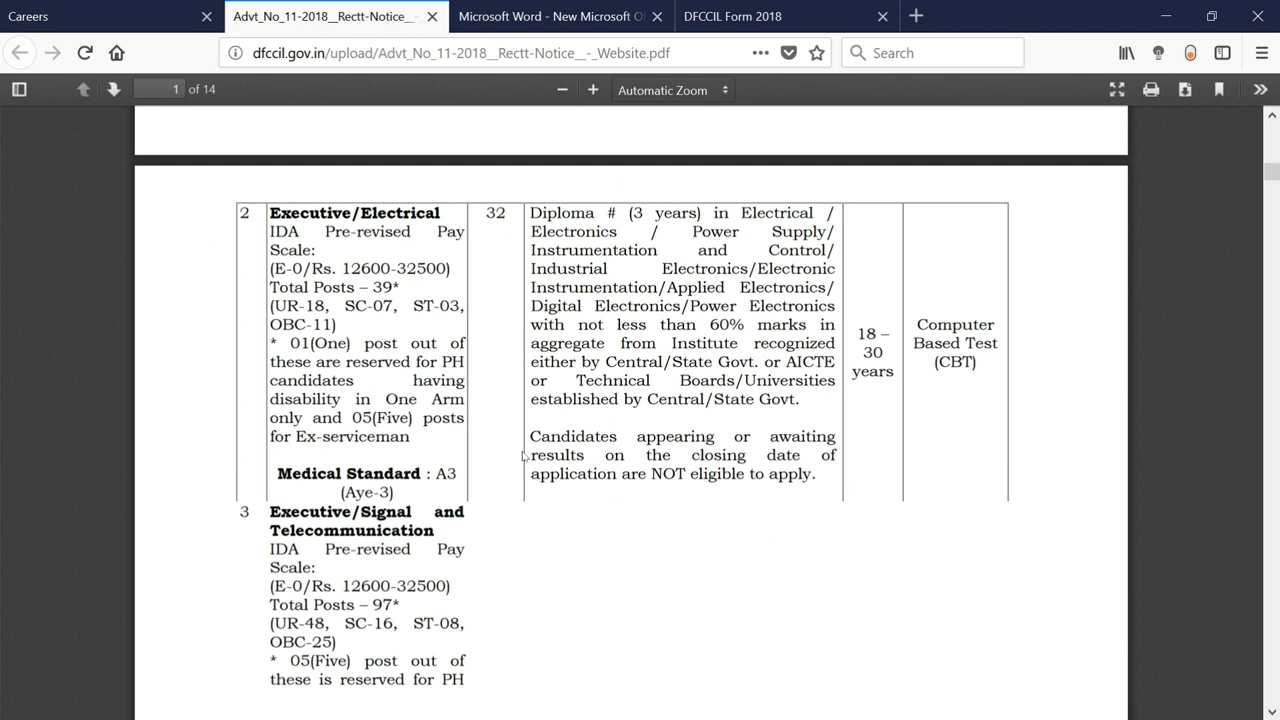 Careers
Advt_No_11-2018__Rectt-Notice__-
Microsoft Word - New Microsoft O
DFCCIL Form 2018
dfccil.gov.in/upload/Advt_No_11-2018__Rectt-Notice__-_Website.pdf
Search
1 of 14
Automatic Zoom
2
Executive/Electrical
IDA Pre-revised Pay
Scale:
(E-0/Rs. 12600-32500)
Total Posts – 39*
(UR-18, SC-07, ST-03,
OBC-11)
* 01(One) post out of
these are reserved for PH
candidates having
disability in One Arm
only and 05(Five) posts
for Ex-serviceman
Medical Standard : A3
(Aye-3)
32
Diploma # (3 years) in Electrical /
Electronics / Power Supply/
Instrumentation and Control/
Industrial Electronics/Electronic
Instrumentation/Applied Electronics/
Digital Electronics/Power Electronics
with not less than 60% marks in
aggregate from Institute recognized
either by Central/State Govt. or AICTE
or Technical Boards/Universities
established by Central/State Govt.
Candidates appearing or awaiting
results on the closing date of
application are NOT eligible to apply.
18 –
30
years
Computer
Based Test
(CBT)
3
Executive/Signal and
Telecommunication
IDA Pre-revised Pay
Scale:
(E-0/Rs. 12600-32500)
Total Posts – 97*
(UR-48, SC-16, ST-08,
OBC-25)
* 05(Five) post out of
these is reserved for PH